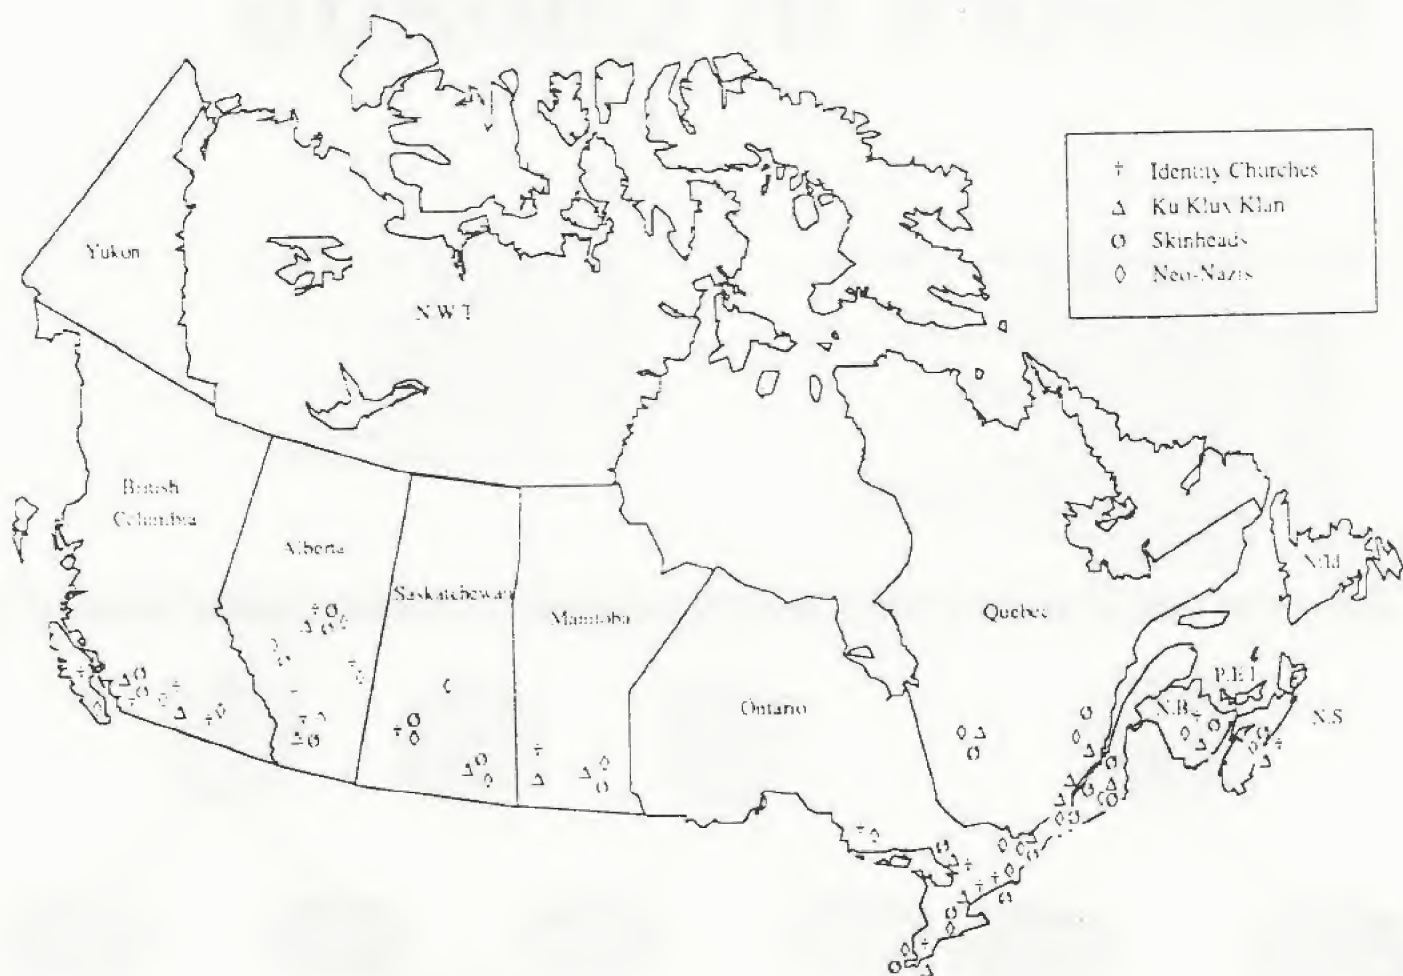 † Identity Churches
Δ Ku Klux Klan
O Skinheads
◊ Neo-Nazis
Yukon
N.W.T.
British
Columbia
Alberta
Saskatchewan
Manitoba
Ontario
Quebec
Nfld
P.E.I.
N.B.
N.S.